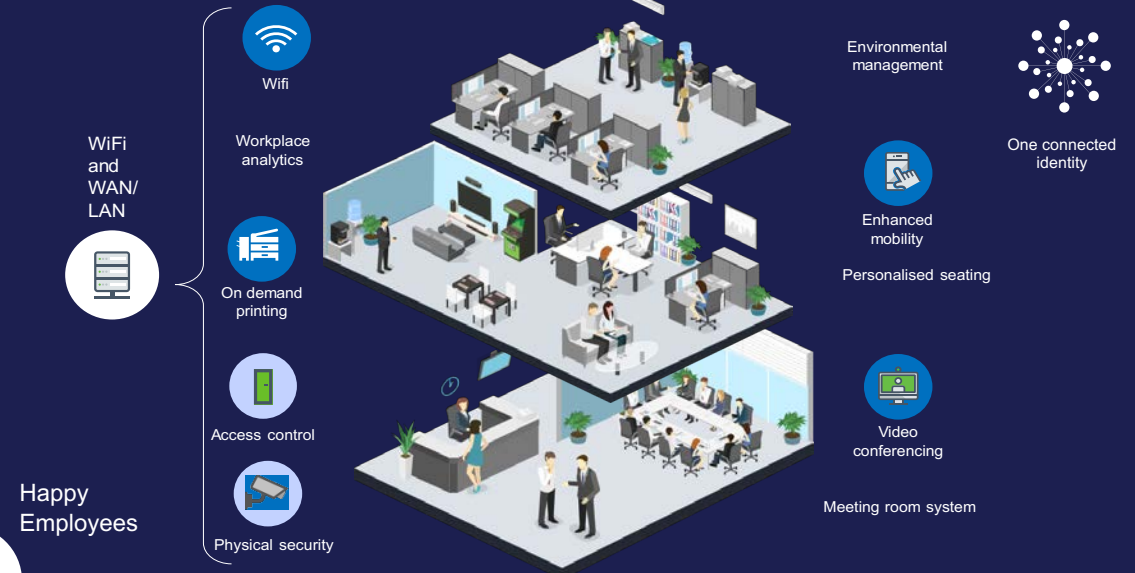 WiFi
and
WAN/
LAN
Happy
Employees
Wifi
Workplace
analytics
On demand
printing
Access control
Physical security
Environmental
management
Enhanced
mobility
Personalised seating
Video
conferencing
Meeting room system
One connected
identity